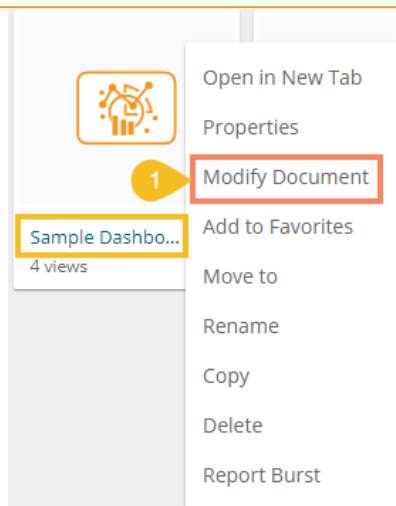 Open in New Tab
Properties
1
Modify Document
Sample Dashbo...
4 views
Add to Favorites
Move to
Rename
Copy
Delete
Report Burst